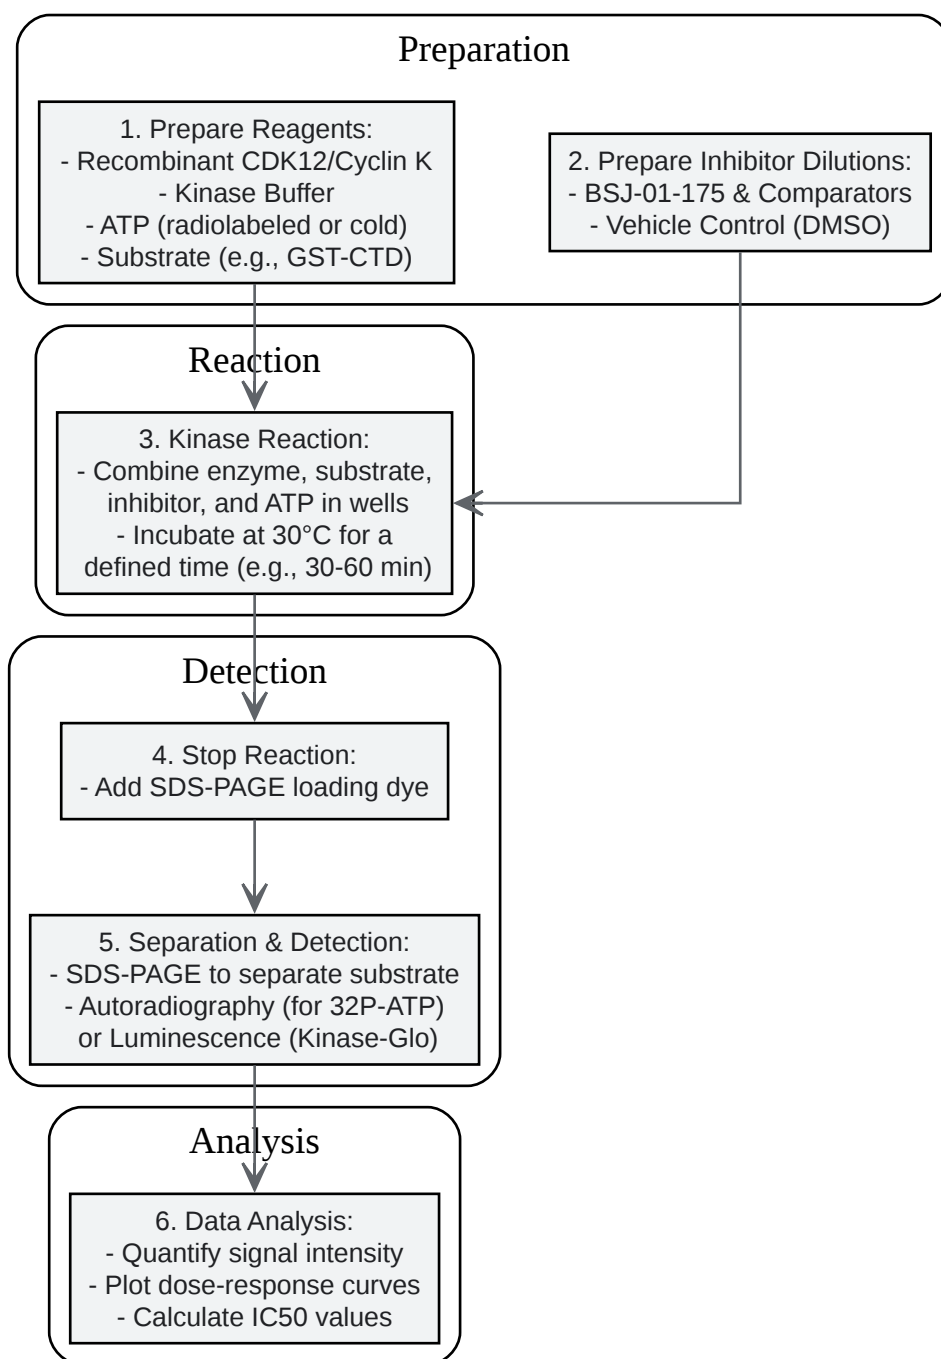 Preparation
1. Prepare Reagents:
- Recombinant CDK12/Cyclin K
- Kinase Buffer
- ATP (radiolabeled or cold)
- Substrate (e.g., GST-CTD)
2. Prepare Inhibitor Dilutions:
- BSJ-01-175 & Comparators
- Vehicle Control (DMSO)
Reaction
3. Kinase Reaction:
- Combine enzyme, substrate,
inhibitor, and ATP in wells
- Incubate at 30°C for a
defined time (e.g., 30-60 min)
Detection
4. Stop Reaction:
- Add SDS-PAGE loading dye
5. Separation & Detection:
- SDS-PAGE to separate substrate
- Autoradiography (for 32P-ATP)
or Luminescence (Kinase-Glo)
Analysis
6. Data Analysis:
- Quantify signal intensity
- Plot dose-response curves
- Calculate IC50 values